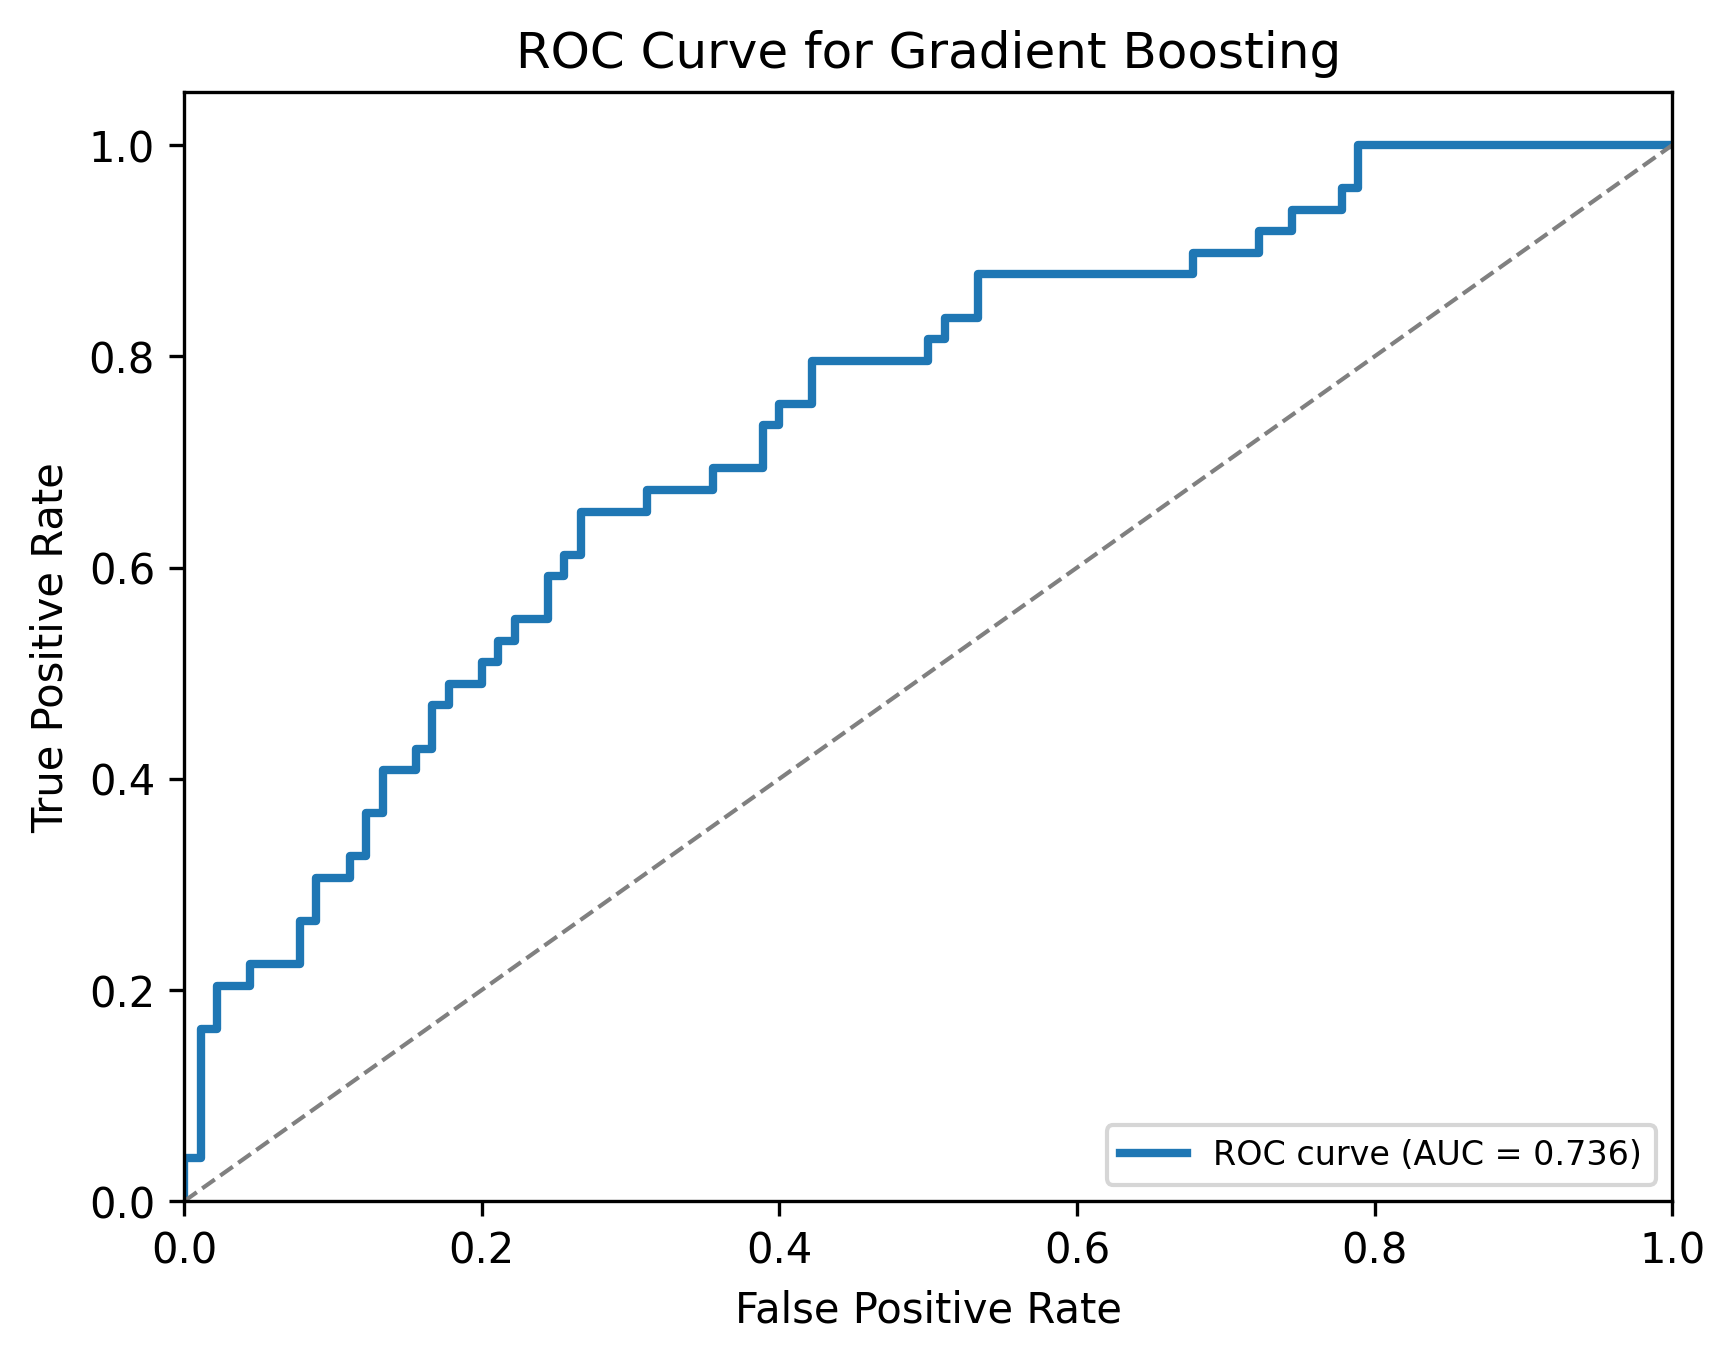 ROC Curve for Gradient Boosting
True Positive Rate
1.0
0.8
0.6
0.4
0.2
0.0
0.0 0.2 0.4 0.6 0.8 1.0
False Positive Rate
ROC curve (AUC = 0.736)